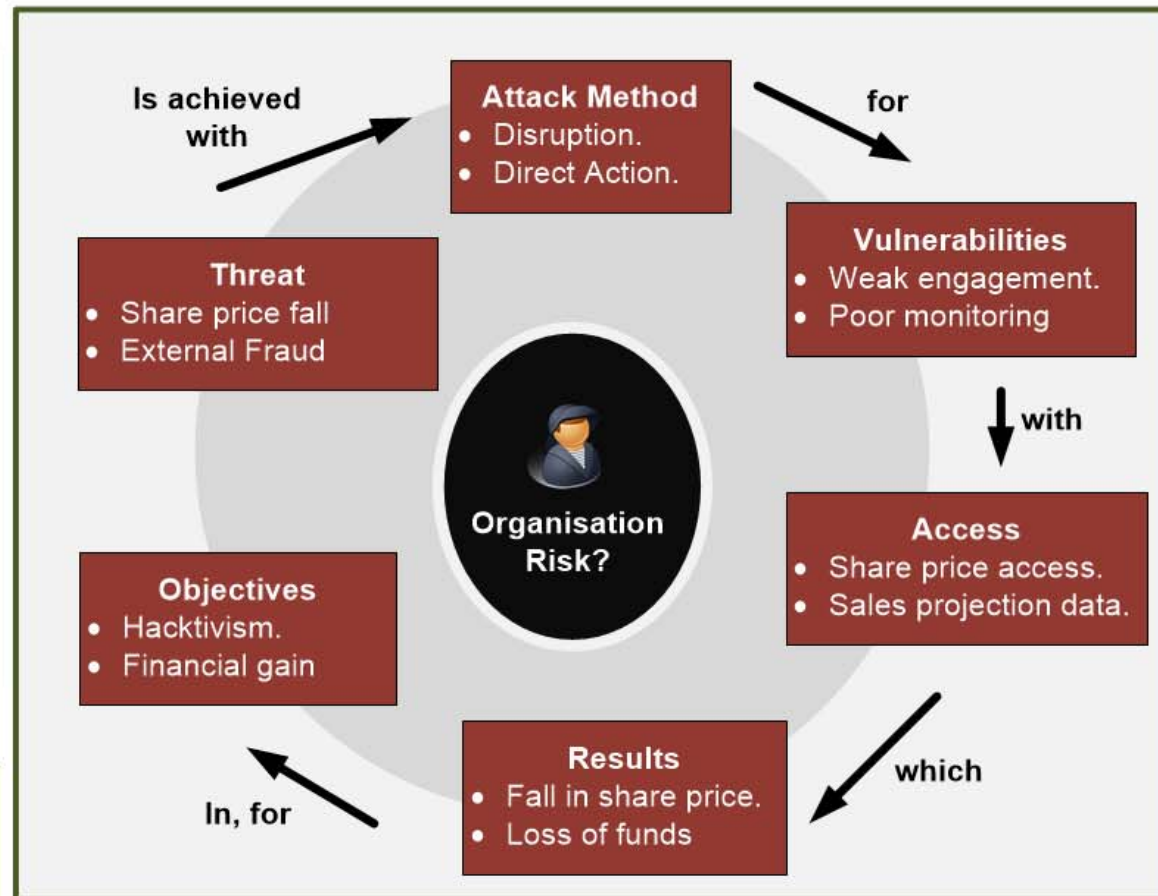 Is achieved
with
Attack Method
• Disruption.
• Direct Action.
for
Vulnerabilities
• Weak engagement.
• Poor monitoring
with
Access
• Share price access.
• Sales projection data.
which
Results
• Fall in share price.
• Loss of funds
In, for
Objectives
• Hacktivism.
• Financial gain
Threat
• Share price fall
• External Fraud
Organisation
Risk?